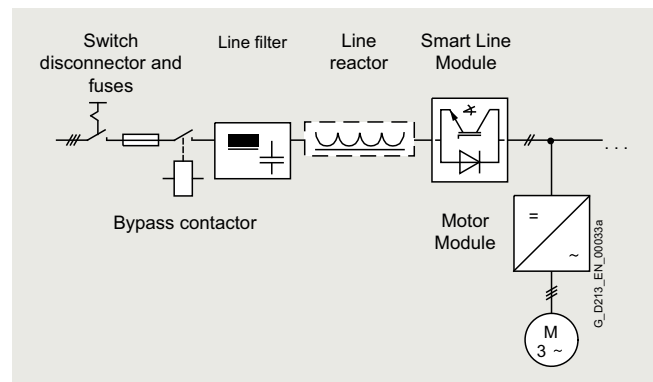 Switch
disconnector and
fuses
Line filter
Line
reactor
Smart Line
Module
Bypass contactor
. . .
Motor
Module
=
~
G_D213_EN_00033a
M
3 ~